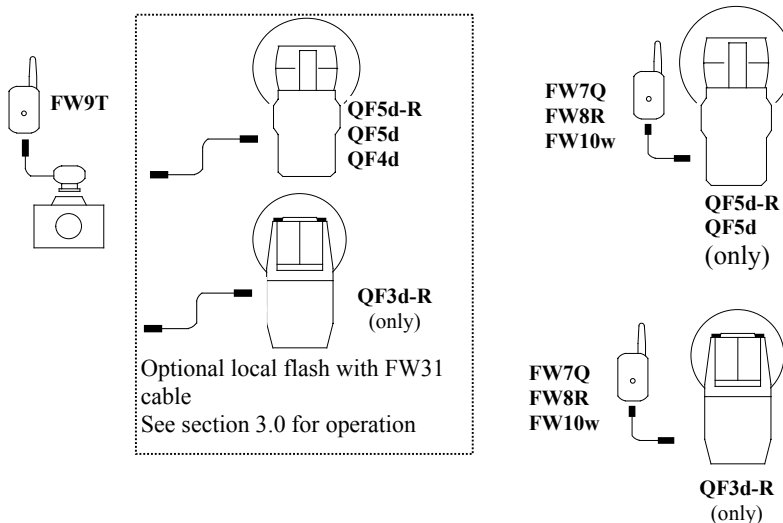 FW9T
QF5d-R
QF5d
QF4d
QF3d-R
(only)
Optional local flash with FW31
cable
See section 3.0 for operation
FW7Q
FW8R
FW10w
QF5d-R
QF5d
(only)
FW7Q
FW8R
FW10w
QF3d-R
(only)